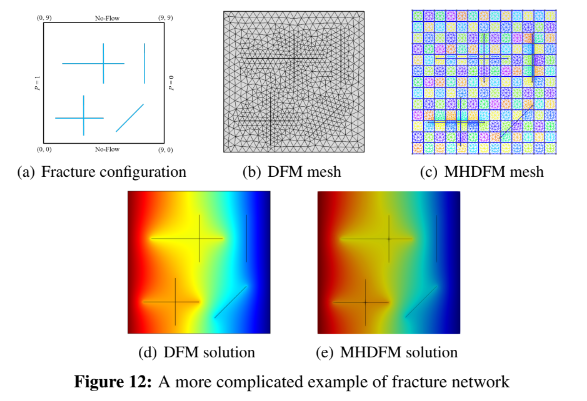 (0, 9) No-Flow (9, 9)
P = 1
P = 0
(0, 0) No-Flow (9, 0)
(a) Fracture configuration (b) DFM mesh (c) MHDFM mesh
(d) DFM solution (e) MHDFM solution
Figure 12: A more complicated example of fracture network